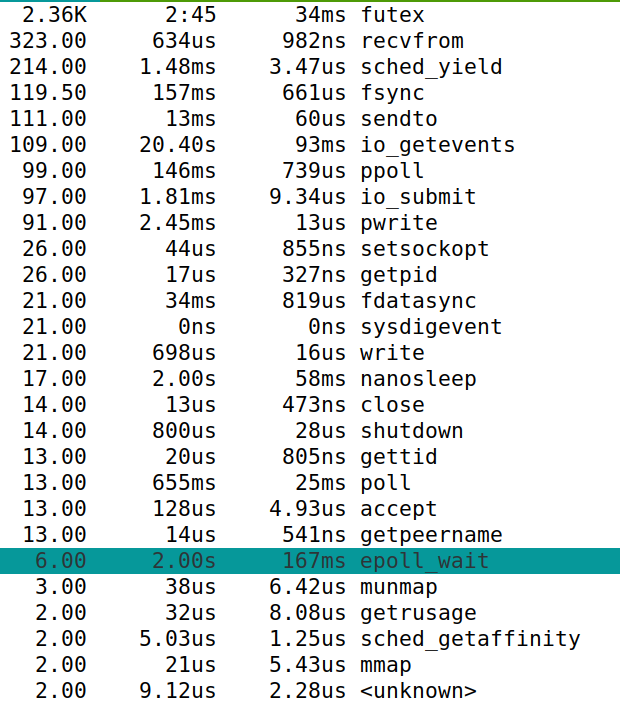 2.36K 2:45 34ms futex
323.00 634us 982ns recvfrom
214.00 1.48ms 3.47us sched_yield
119.50 157ms 661us fsync
111.00 13ms 60us sendto
109.00 20.40s 93ms io_getevents
99.00 146ms 739us ppoll
97.00 1.81ms 9.34us io_submit
91.00 2.45ms 13us pwrite
26.00 44us 855ns setsockopt
26.00 17us 327ns getpid
21.00 34ms 819us fdatasync
21.00 0ns 0ns sysdigevent
21.00 698us 16us write
17.00 2.00s 58ms nanosleep
14.00 13us 473ns close
14.00 800us 28us shutdown
13.00 20us 805ns gettid
13.00 655ms 25ms poll
13.00 128us 4.93us accept
13.00 14us 541ns getpeername
6.00 2.00s 167ms epoll_wait
3.00 38us 6.42us munmap
2.00 32us 8.08us getrusage
2.00 5.03us 1.25us sched_getaffinity
2.00 21us 5.43us mmap
2.00 9.12us 2.28us <unknown>